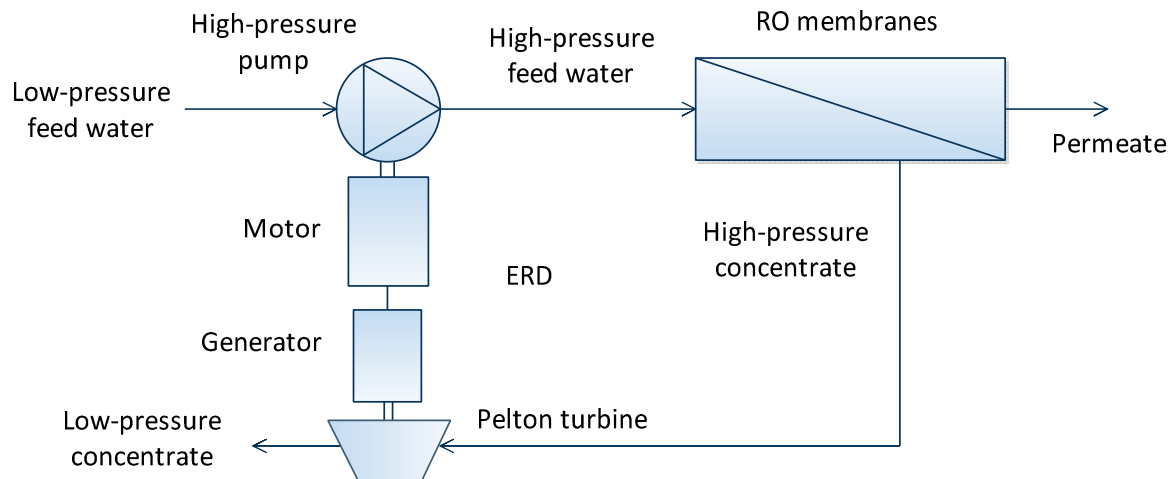 High-pressure
pump
RO membranes
High-pressure
feed water
Low-pressure
feed water
Permeate
Motor
High-pressure
concentrate
ERD
Generator
Low-pressure
concentrate
Pelton turbine